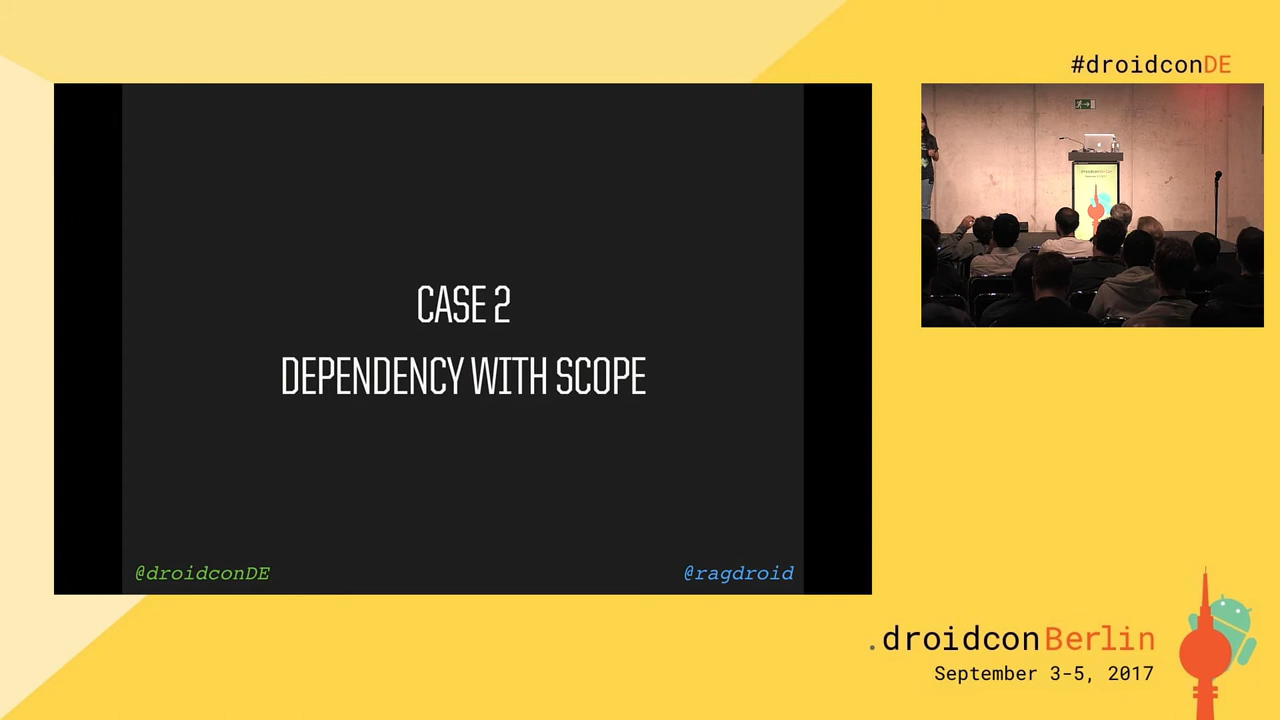 #droidconDE
CASE 2
DEPENDENCY WITH SCOPE
@droidconDE
@ragdroid
.droidconBerlin
September 3-5, 2017